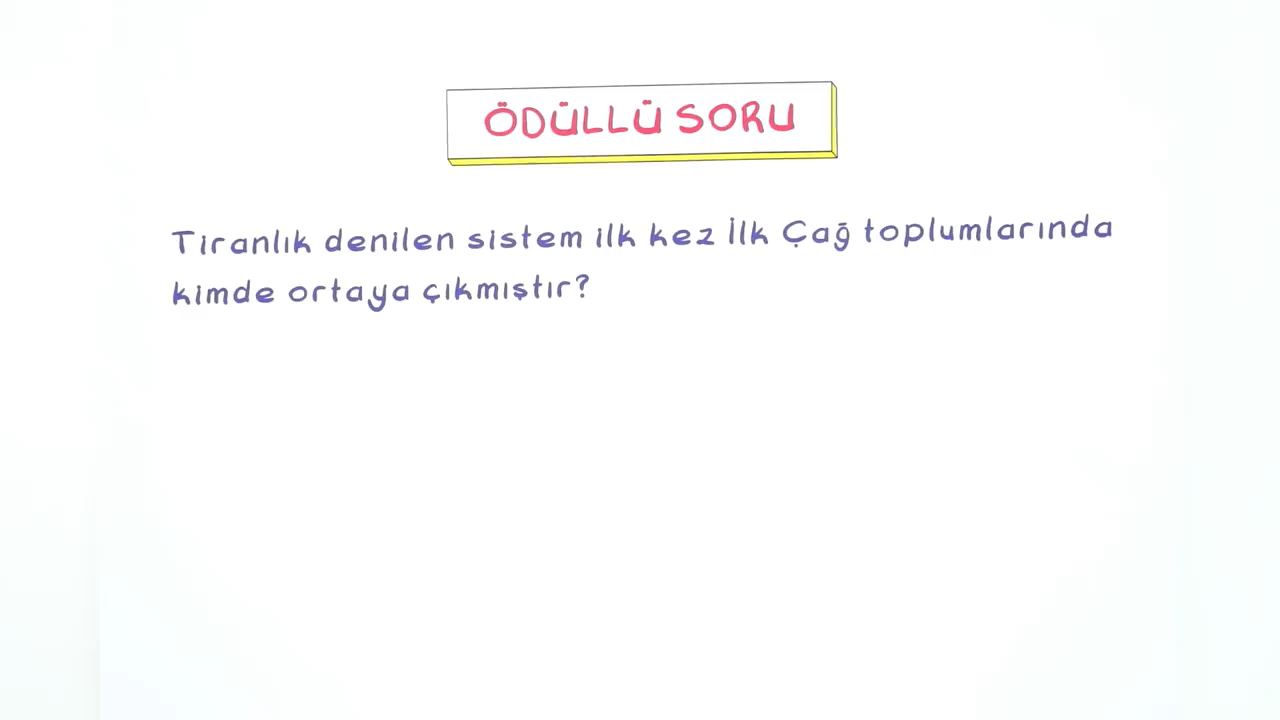 ÖDÜLLÜ SORU
Tiranlık denilen sistem ilk kez İlk Çağ toplumlarında
kimde ortaya çıkmıştır?